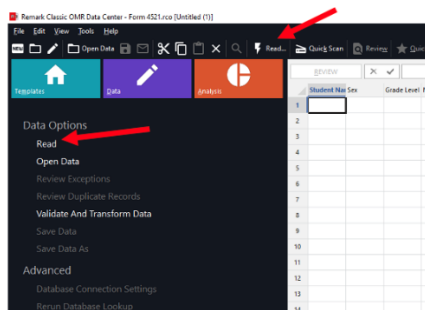 Remark Classic OMR Data Center - Form 4521.rco [Untitled (1)]
File Edit View Tools Help
Open Data Read... Quick Scan Review Quic
Templates Data Analysis
REVIEW
Student Na Sex Grade Level
1
2
3
4
5
6
7
8
9
10
11
12
13
14
Data Options
Read
Open Data
Review Exceptions
Review Duplicate Records
Validate And Transform Data
Save Data
Save Data As
Advanced
Database Connection Settings
Rerun Database Lookup